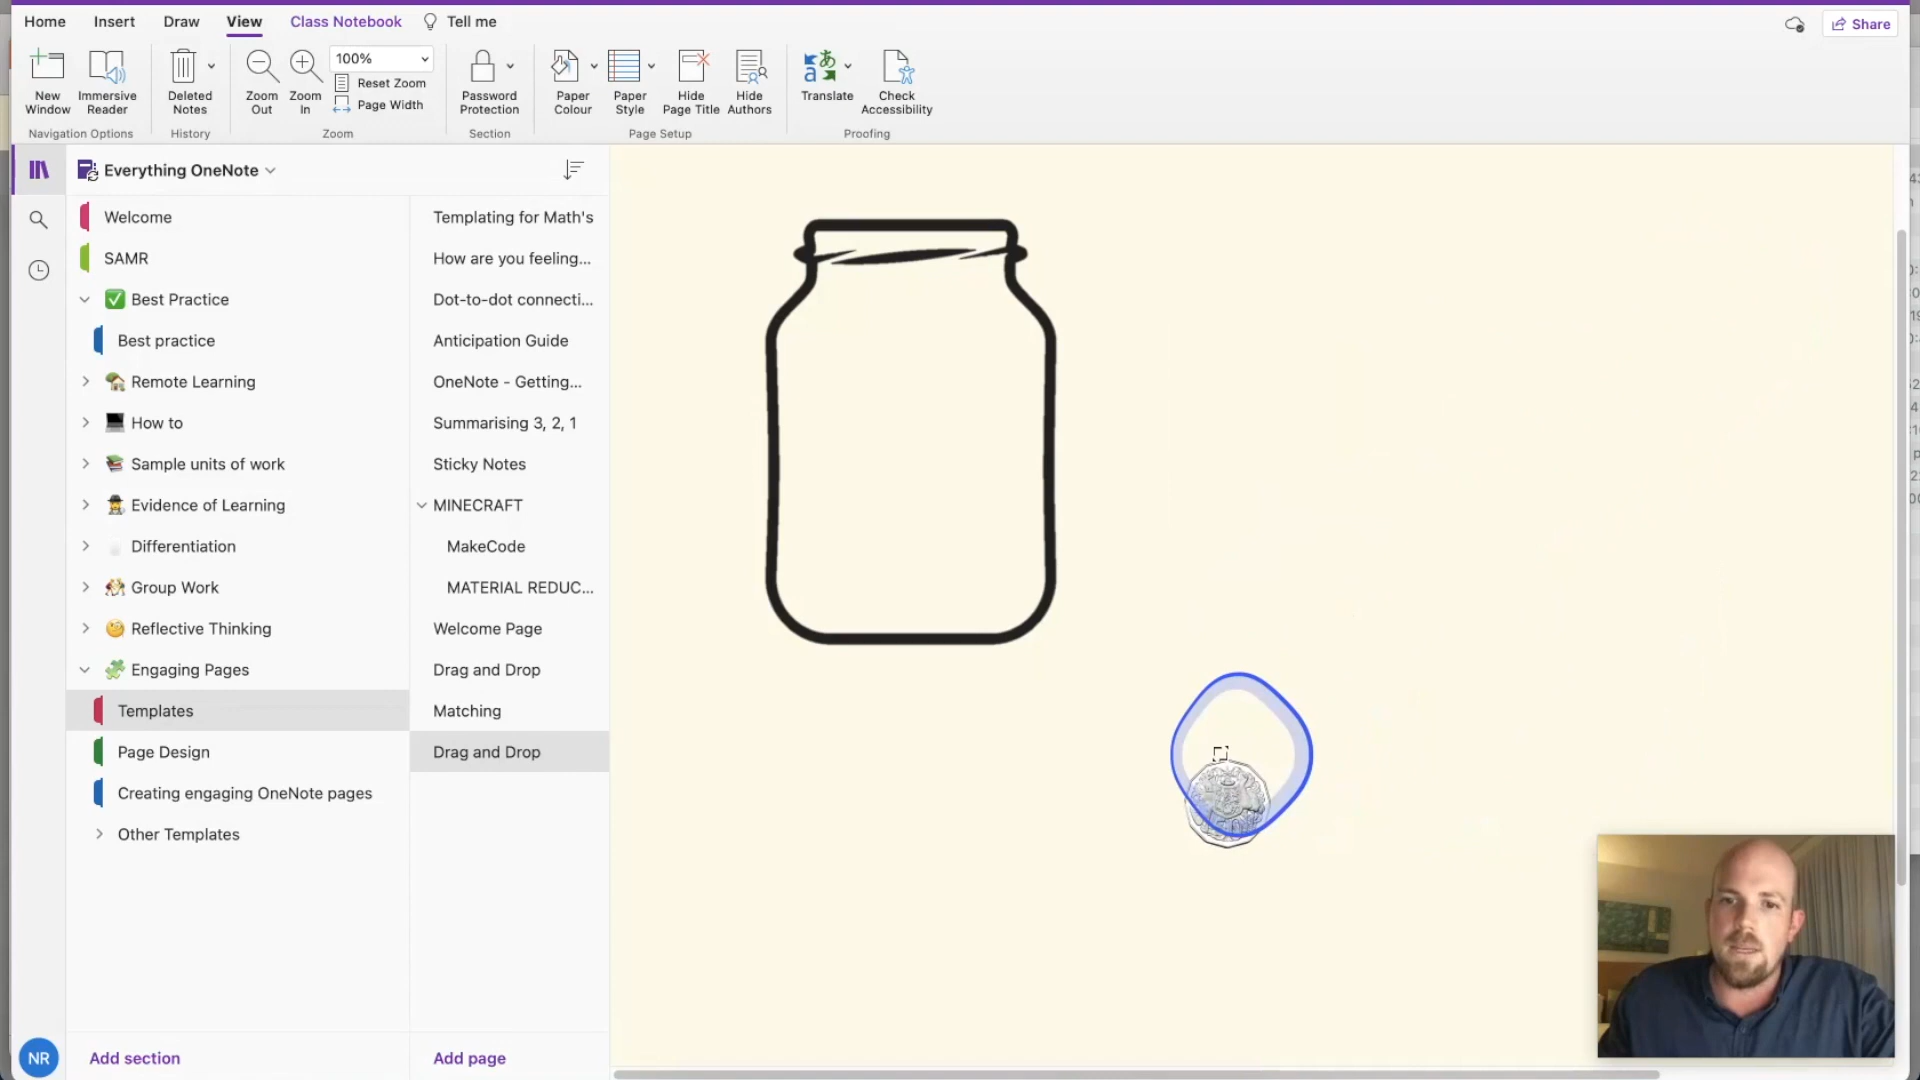 Home Insert Draw View Class Notebook Tell me Share
100%
Reset Zoom
Page Width
New Window
Immersive Reader
Deleted Notes
Zoom Out
Zoom In
Password Protection
Paper Colour
Paper Style
Hide Page Title
Hide Authors
Translate
Check Accessibility
Navigation Options History Zoom Section Page Setup Proofing
Everything OneNote
Welcome
SAMR
Best Practice
Best practice
Remote Learning
How to
Sample units of work
Evidence of Learning
Differentiation
Group Work
Reflective Thinking
Engaging Pages
Templates
Page Design
Creating engaging OneNote pages
Other Templates
Add section
Templating for Math's
How are you feeling...
Dot-to-dot connecti...
Anticipation Guide
OneNote - Getting...
Summarising 3, 2, 1
Sticky Notes
MINECRAFT
MakeCode
MATERIAL REDUC...
Welcome Page
Drag and Drop
Matching
Drag and Drop
Add page
NR